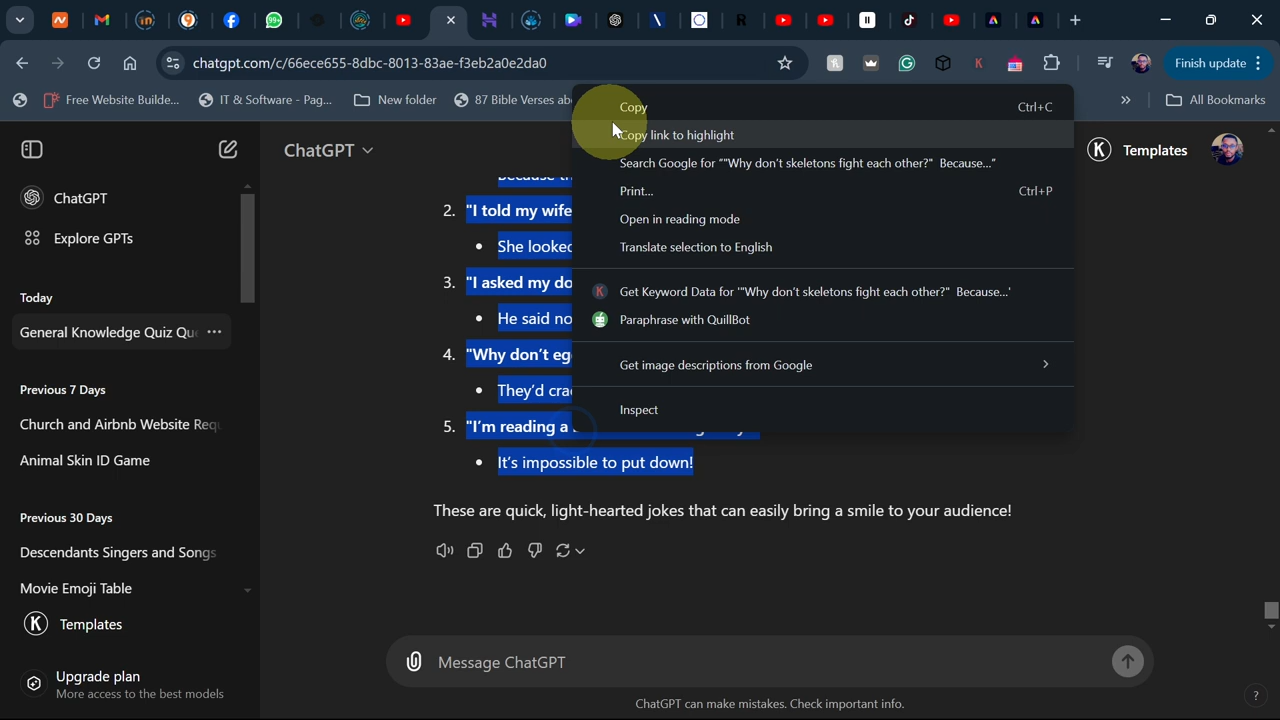 Finish update
chatgpt.com/c/66ece655-8dbc-8013-83ae-f3eb2a0e2da0
Free Website Builde...
IT & Software - Pag...
New folder
87 Bible Verses ab
All Bookmarks
ChatGPT
Templates
Copy Ctrl+C
Copy link to highlight
Search Google for ""Why don't skeletons fight each other?" Because..."
Print... Ctrl+P
Open in reading mode
Translate selection to English
Get Keyword Data for '"Why don't skeletons fight each other?" Because...'
Paraphrase with QuillBot
Get image descriptions from Google
Inspect
ChatGPT
Explore GPTs
Today
General Knowledge Quiz Qu
Previous 7 Days
Church and Airbnb Website Requ
Animal Skin ID Game
Previous 30 Days
Descendants Singers and Songs
Movie Emoji Table
Templates
Upgrade plan
More access to the best models
2. "I told my wife
She looked
3. "I asked my do
He said no
4. "Why don't eg
They'd crac
5. "I'm reading a
It's impossible to put down!
These are quick, light-hearted jokes that can easily bring a smile to your audience!
Message ChatGPT
ChatGPT can make mistakes. Check important info.
?